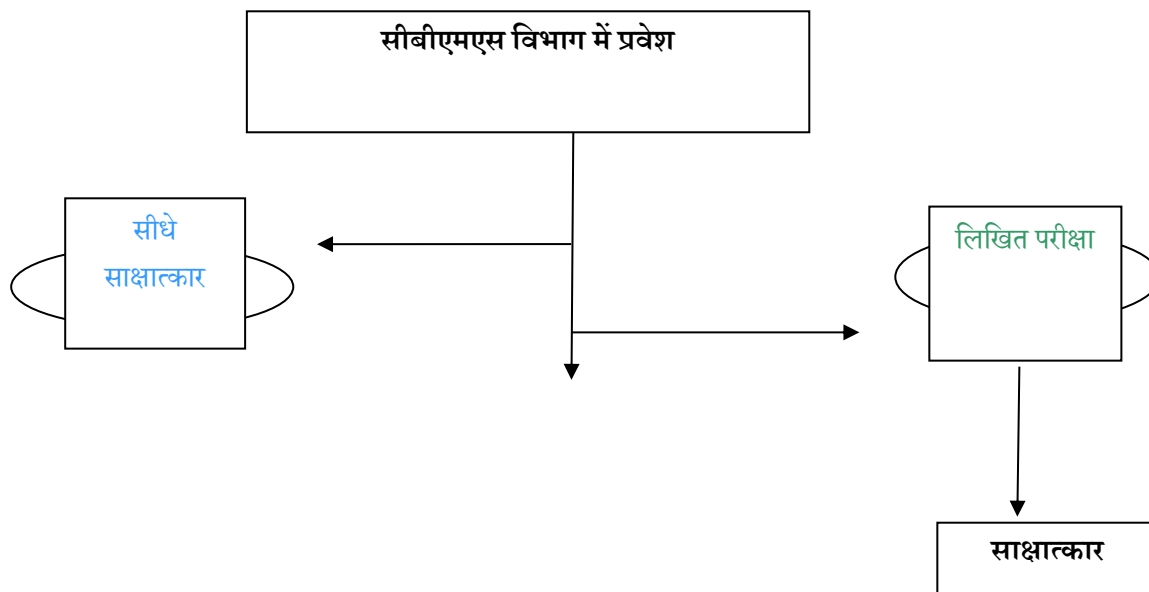 सीबीएमएस विभाग में प्रवेश
सीधे
साक्षात्कार
लिखित परीक्षा
साक्षात्कार